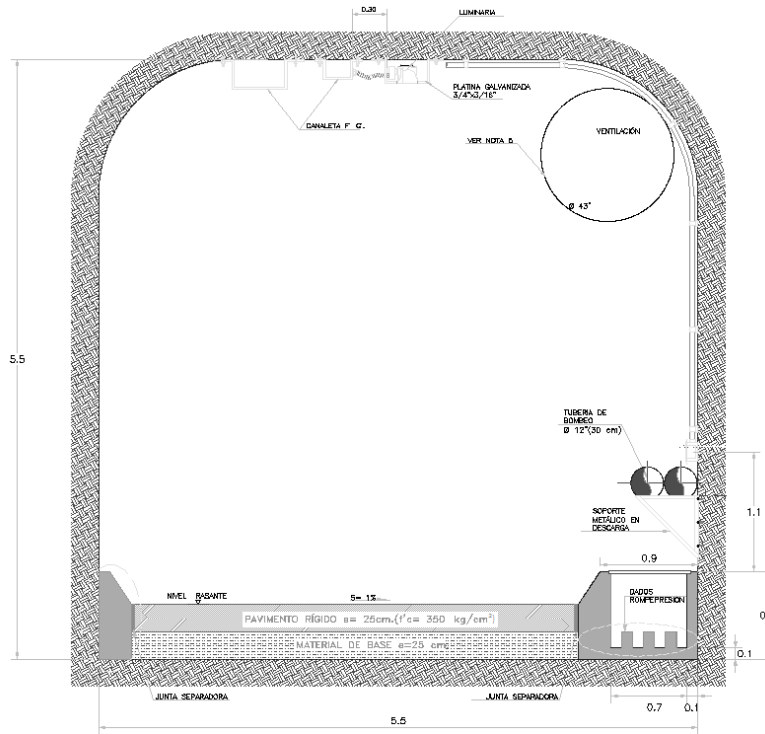 0.30
LUMINARIA
PLATINA GALVANIZADA
3/4"x3/16"
CANALETA F° G°.
VENTILACIÓN
VER NOTA 8
Ø 43"
5.5
TUBERIA DE
BOMBEO
Ø 12"(30 cm)
SOPORTE
METÁLICO EN
DESCARGA
1.1
0.9
NIVEL RASANTE
S= 1%
DADOS
ROMPEPRESION
0
PAVIMENTO RÍGIDO e= 25cm.(f'c= 350 kg/cm²)
MATERIAL DE BASE e=25 cm
0.1
JUNTA SEPARADORA
JUNTA SEPARADORA
0.7
0.1
5.5